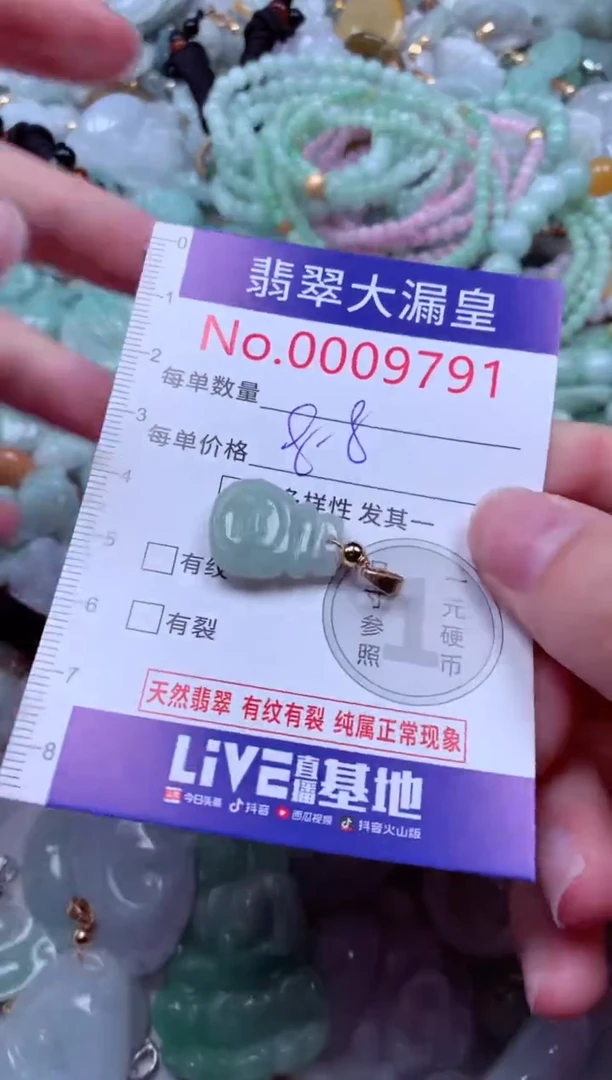 翡翠大漏皇
No.0009791
每单数量
每单价格 8.8
多样性 发其一
有纹
有裂
参照
1
一元硬币
天然翡翠 有纹有裂 纯属正常现象
LiVE直播基地
今日头条 抖音 西瓜视频 抖音火山版
0
1
2
3
4
5
6
7
8